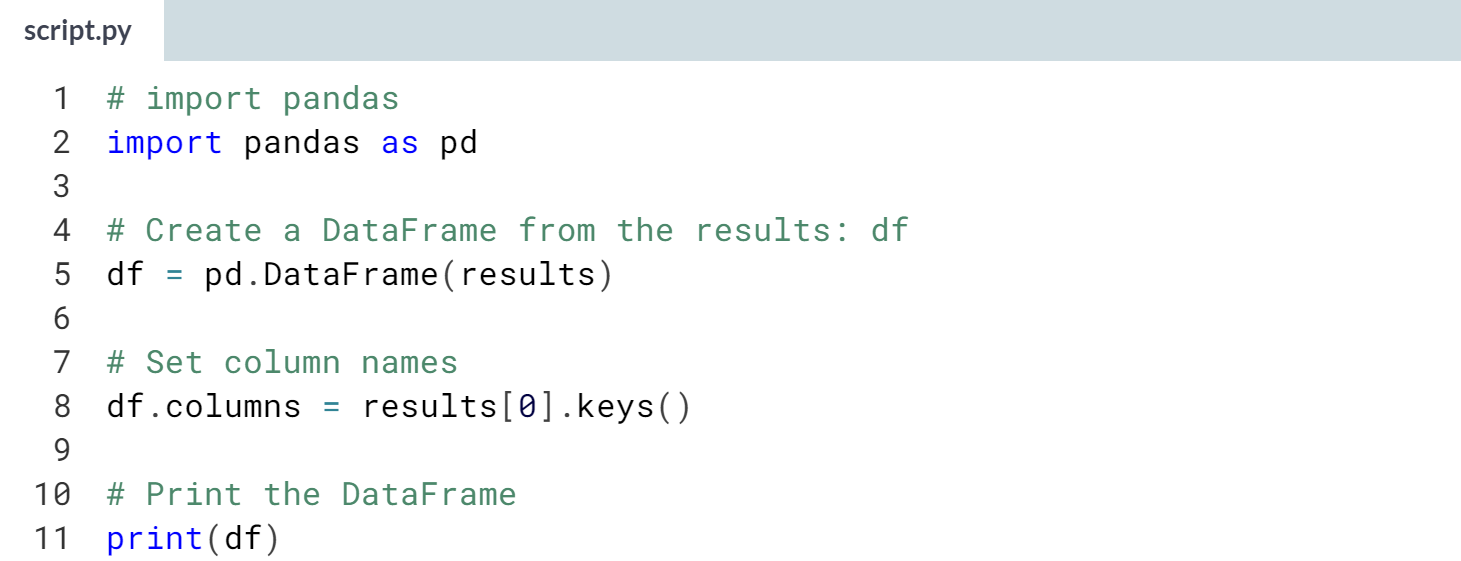 script.py
1 # import pandas
2 import pandas as pd
3
4 # Create a DataFrame from the results: df
5 df = pd.DataFrame(results)
6
7 # Set column names
8 df.columns = results[0].keys()
9
10 # Print the DataFrame
11 print(df)